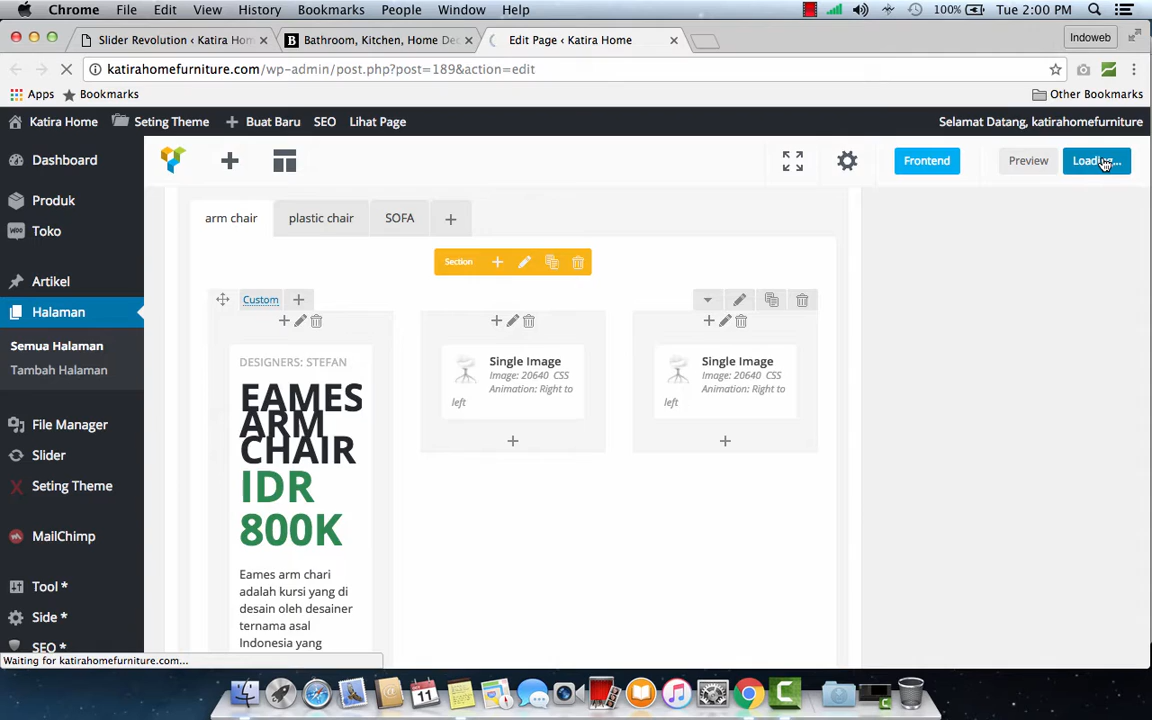 Chrome File Edit View History Bookmarks People Window Help 100% Tue 2:00 PM
Slider Revolution ‹ Katira Hom Bathroom, Kitchen, Home Dec Edit Page ‹ Katira Home Indoweb
katirahomefurniture.com/wp-admin/post.php?post=189&action=edit
Apps Bookmarks Other Bookmarks
Katira Home Seting Theme Buat Baru SEO Lihat Page Selamat Datang, katirahomefurniture
Dashboard
Produk
Toko
Artikel
Halaman
Semua Halaman
Tambah Halaman
File Manager
Slider
Seting Theme
MailChimp
Tool *
Side *
SEO *
Frontend Preview Loading...
arm chair plastic chair SOFA
Section
Custom
DESIGNERS: STEFAN
EAMES
ARM
CHAIR
IDR
800K
Eames arm chari
adalah kursi yang di
desain oleh desainer
ternama asal
Indonesia yang
Single Image
Image: 20640 CSS
Animation: Right to
left
Single Image
Image: 20640 CSS
Animation: Right to
left
Waiting for katirahomefurniture.com...
11